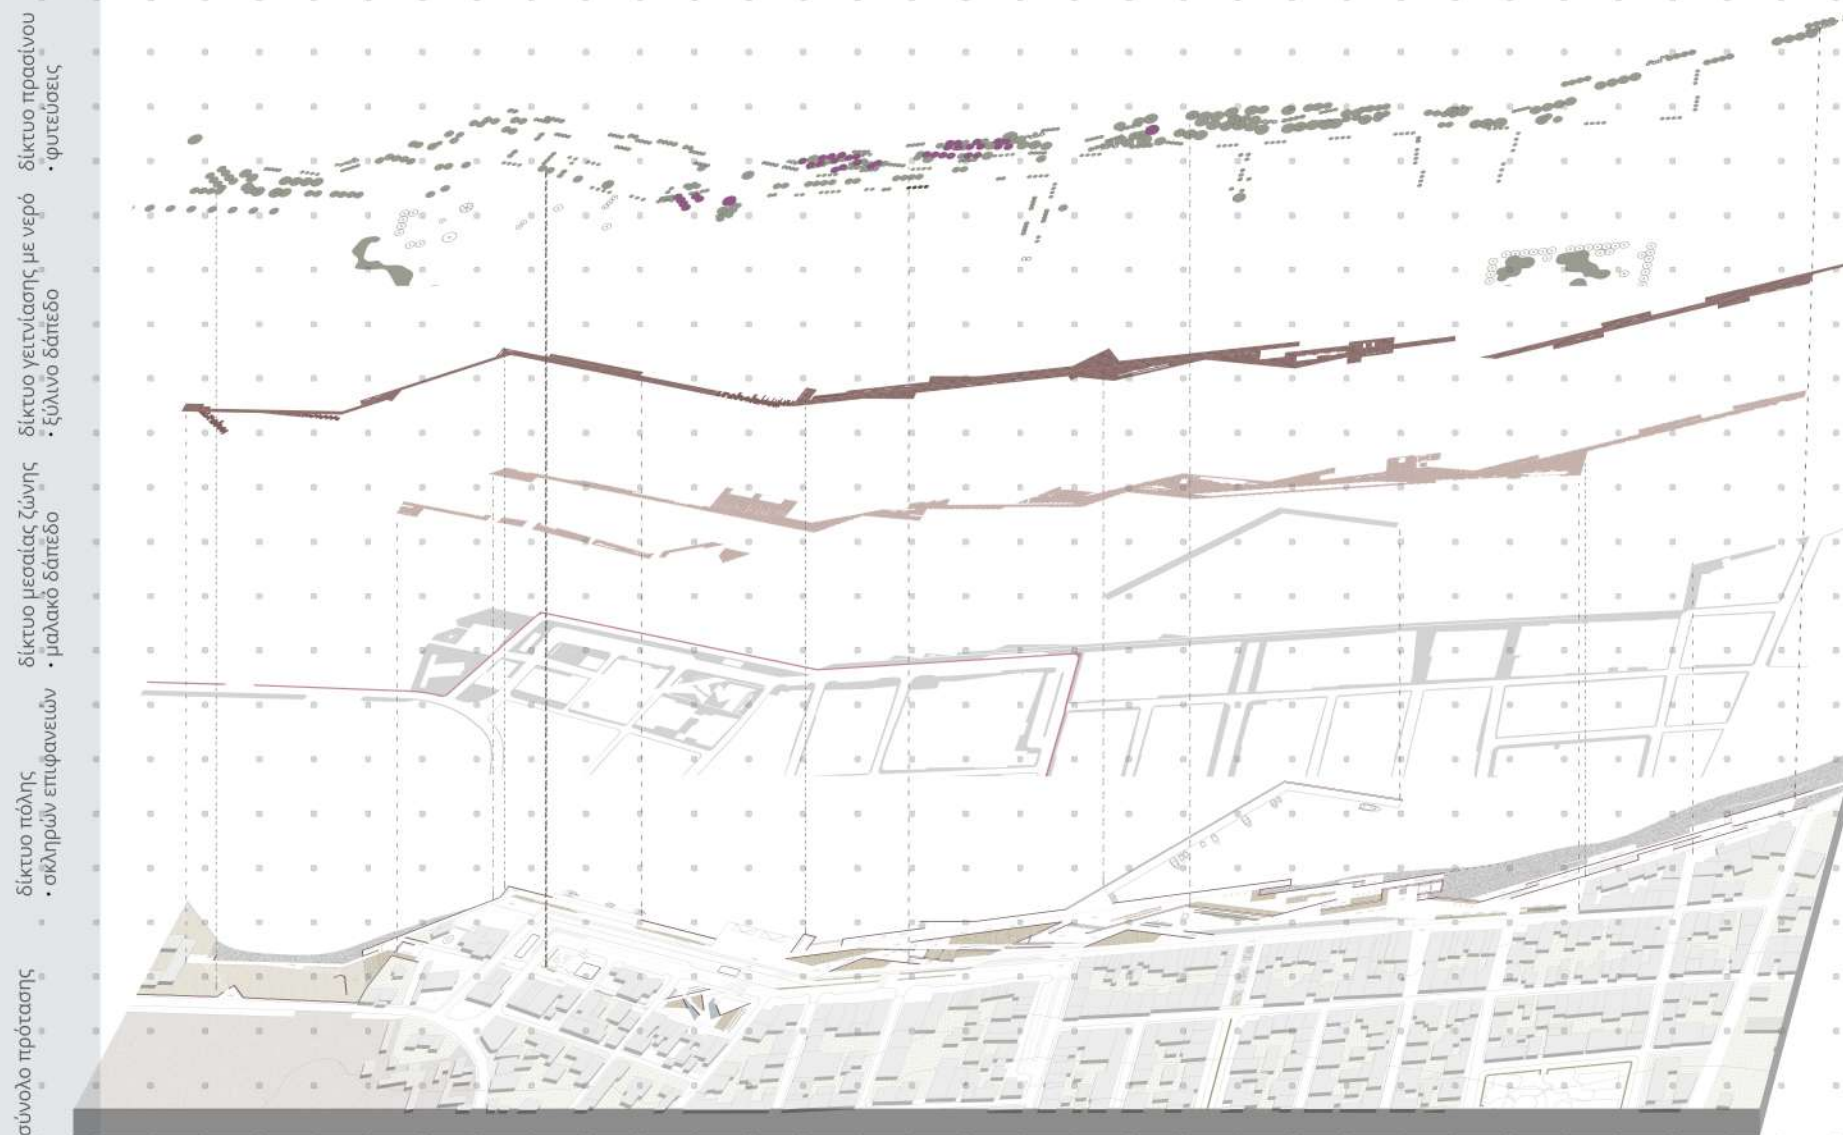 δίκτυο πρασίνου
• φυτεύσεις
δίκτυο γειτνίασης με νερό
• ξύλινο δάπεδο
δίκτυο μεσαίας ζώνης
• μαλακό δάπεδο
δίκτυο πόλης
• σκληρών επιφανειών
σύνολο πρότασης